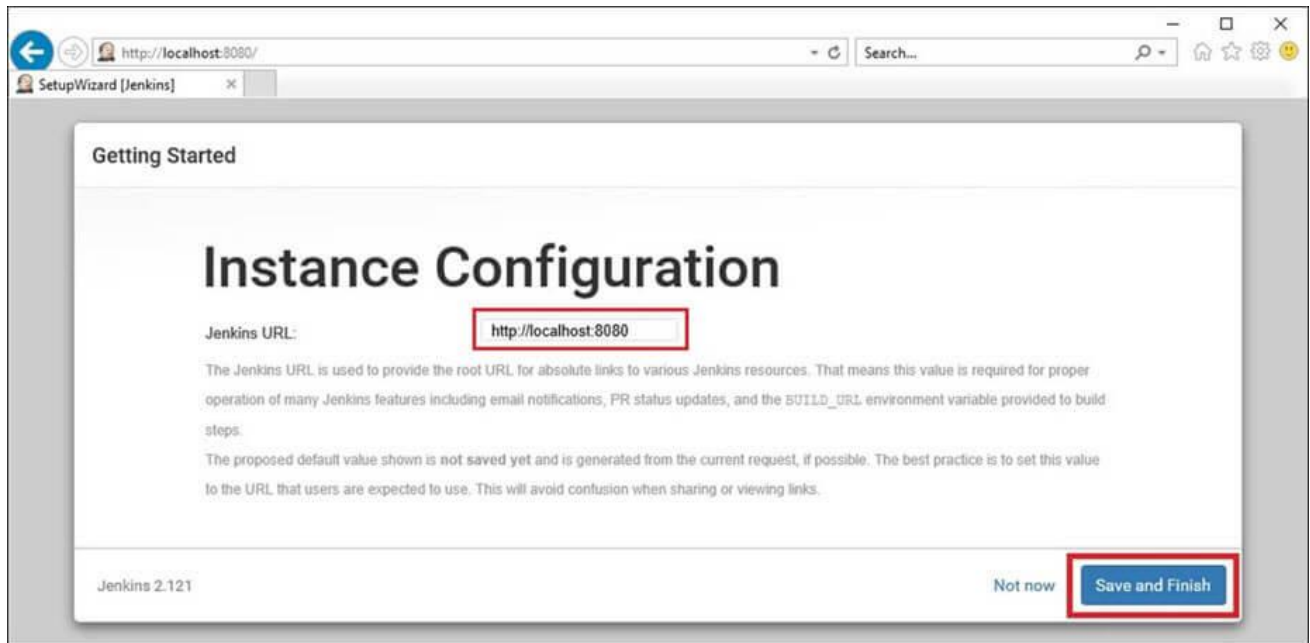 http://localhost:8080/
Search...
SetupWizard [Jenkins]
Getting Started
Instance Configuration
Jenkins URL:
http://localhost:8080
The Jenkins URL is used to provide the root URL for absolute links to various Jenkins resources. That means this value is required for proper
operation of many Jenkins features including email notifications, PR status updates, and the BUILD_URL environment variable provided to build
steps.
The proposed default value shown is not saved yet and is generated from the current request, if possible. The best practice is to set this value
to the URL that users are expected to use. This will avoid confusion when sharing or viewing links.
Jenkins 2.121
Not now
Save and Finish